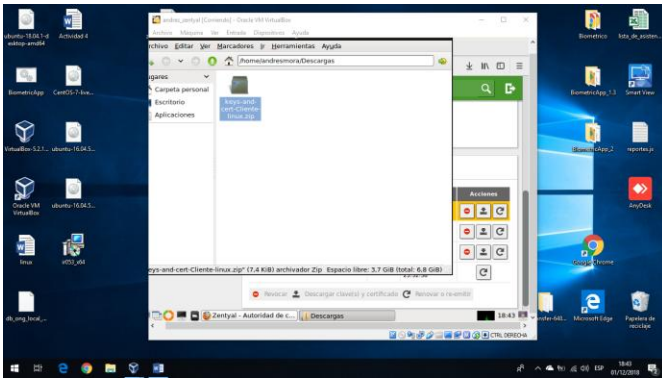 andres_zentyal [Corriendo] - Oracle VM VirtualBox
Archivo Máquina Ver Entrada Dispositivos Ayuda
rchivo Editar Ver Marcadores Ir Herramientas Ayuda
/home/andresmora/Descargas
ugares
Carpeta personal
Escritorio
Aplicaciones
keys-and-
cert-Cliente-
linux.zip
Acciones
eys-and-cert-Cliente-linux.zip" (7,4 KiB) archivador Zip Espacio libre: 3.7 GiB (total: 6,8 GiB)
Revocar Descargar clave(s) y certificado Renovar o re-emitir
Zentyal - Autoridad de c...
Descargas
18:43
CTRL DERECHA
ubuntu-18.04.1-d
esktop-amd64
Actividad 4
BiometricApp
CentOS-7-live...
VirtualBox-5.2.1...
ubuntu-16.04.5...
Oracle VM
VirtualBox
ubuntu-16.04.5...
linux
rt053_x64
db_ong_local_...
Biometrico
lista_de_asisten...
BiometricApp_1.3
Smart View
BiometricApp_2
reportes.js
AnyDesk
Google Chrome
Microsoft Edge
Papelera de
reciclaje
ESP
18:40
01/12/2018